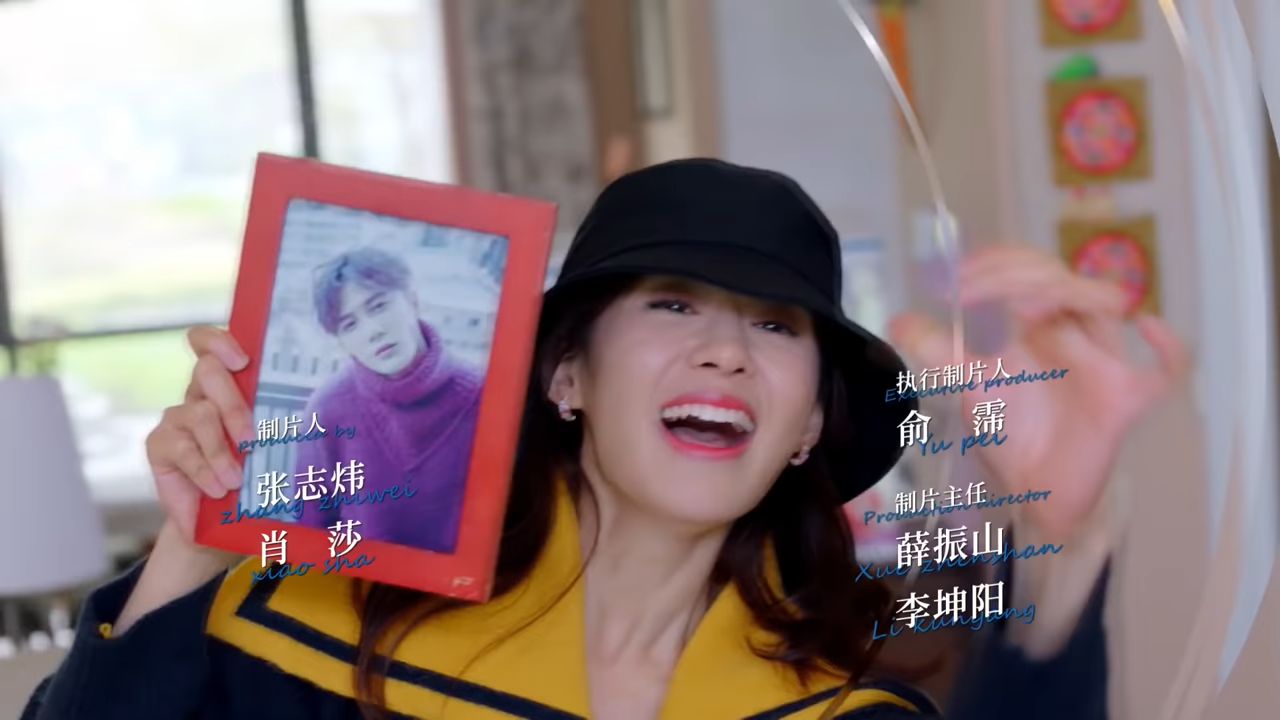 制片人
produced by
张志炜
zhang zhiwei
肖 莎
xiao sha
执行制片人
Executive producer
俞 霈
Yu pei
制片主任
Production director
薛振山
Xue zhenshan
李坤阳
Li kunyang